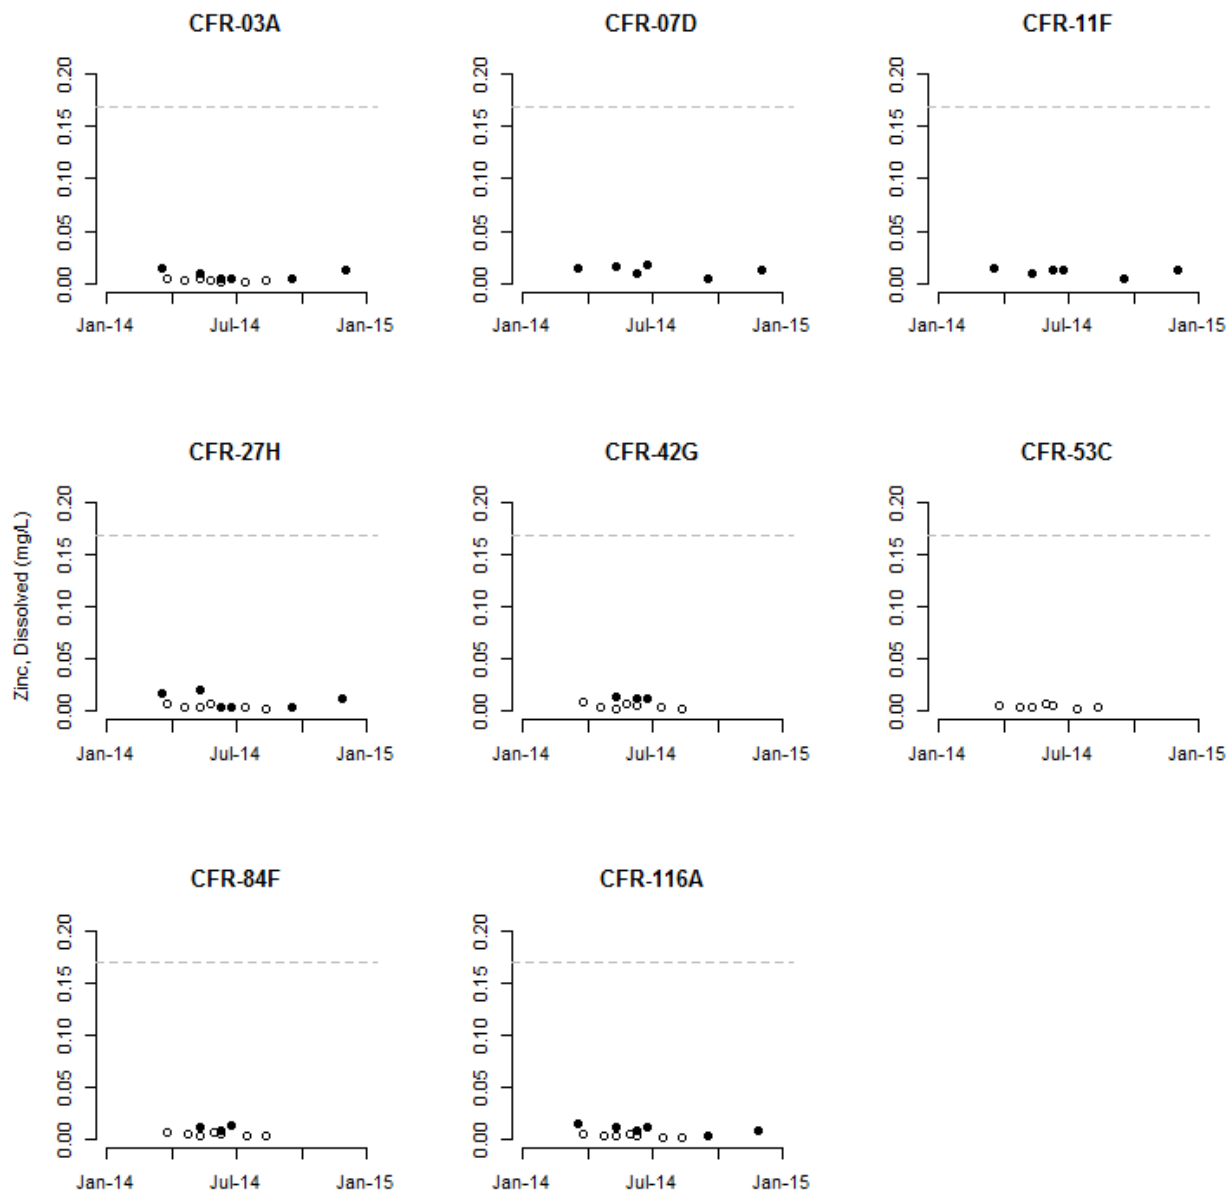 CFR-03A
CFR-07D
CFR-11F
0.20
0.15
0.10
0.05
0.00
Jan-14
Jul-14
Jan-15
0.20
0.15
0.10
0.05
0.00
Jan-14
Jul-14
Jan-15
0.20
0.15
0.10
0.05
0.00
Jan-14
Jul-14
Jan-15
CFR-27H
CFR-42G
CFR-53C
Zinc, Dissolved (mg/L)
0.20
0.15
0.10
0.05
0.00
Jan-14
Jul-14
Jan-15
0.20
0.15
0.10
0.05
0.00
Jan-14
Jul-14
Jan-15
0.20
0.15
0.10
0.05
0.00
Jan-14
Jul-14
Jan-15
CFR-84F
CFR-116A
0.20
0.15
0.10
0.05
0.00
Jan-14
Jul-14
Jan-15
0.20
0.15
0.10
0.05
0.00
Jan-14
Jul-14
Jan-15